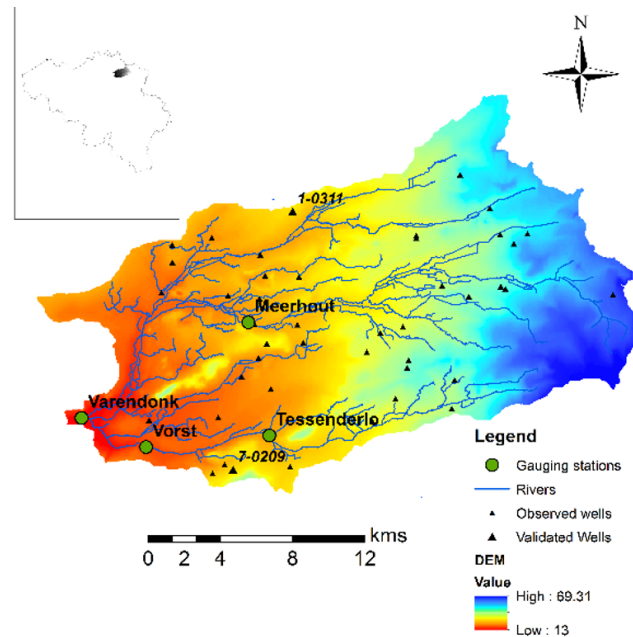 N
1-0311
Meerhout
Varendonk
Tessenderlo
Vorst
7-0209
Legend
Gauging stations
Rivers
Observed wells
Validated Wells
DEM
Value
High : 69.31
Low : 13
kms
0 2 4 8 12